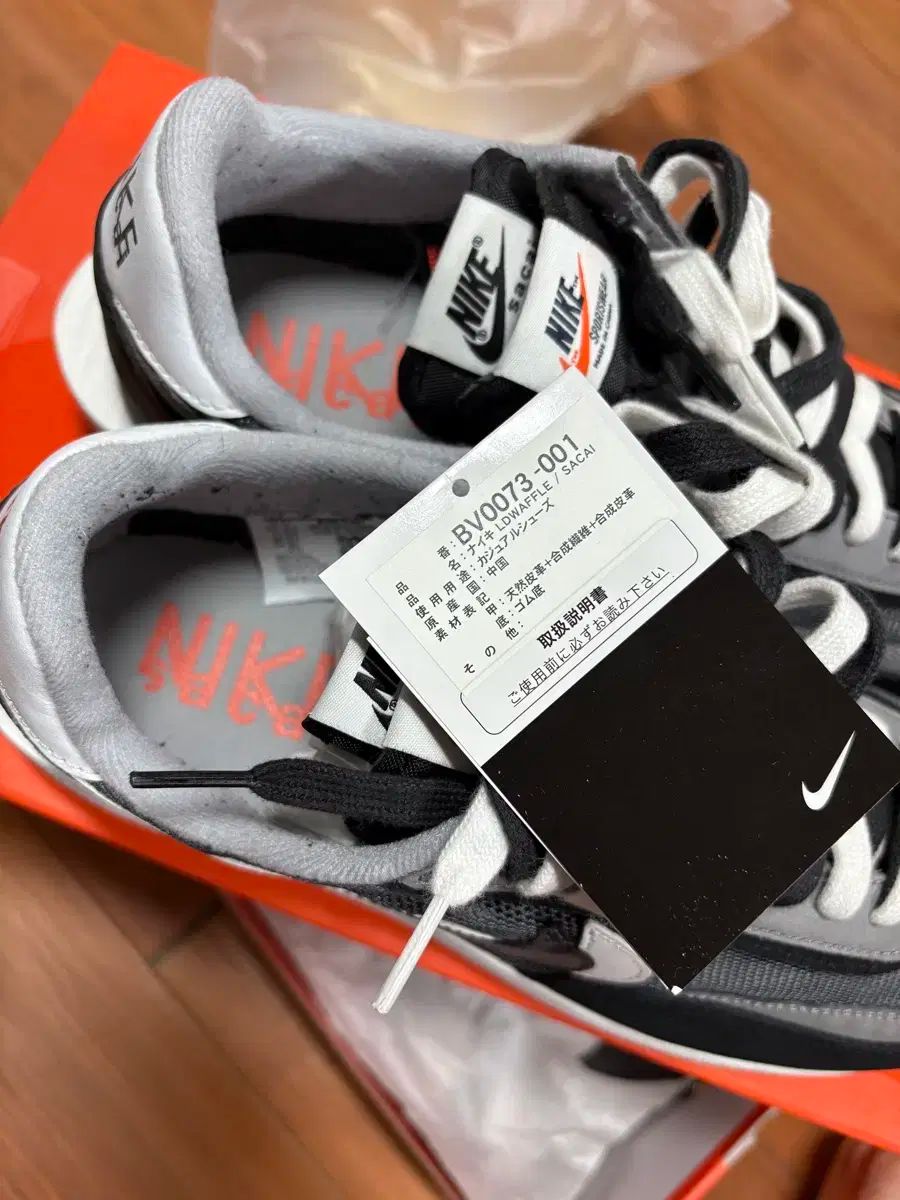 NIKE
sacai
NIKE
SPORTSWEAR
MADE IN CHINA
NIKE
sacai
品　　番：BV0073-001
品　　名：ナイキ LDWAFFLE / SACAI
使用用途：カジュアルシューズ
原 産 国：中国
素材表記　甲：天然皮革+合成繊維+合成皮革
底：ゴム底
そ の 他：
取扱説明書
ご使用前に必ずお読み下さい
NIKE
sacai